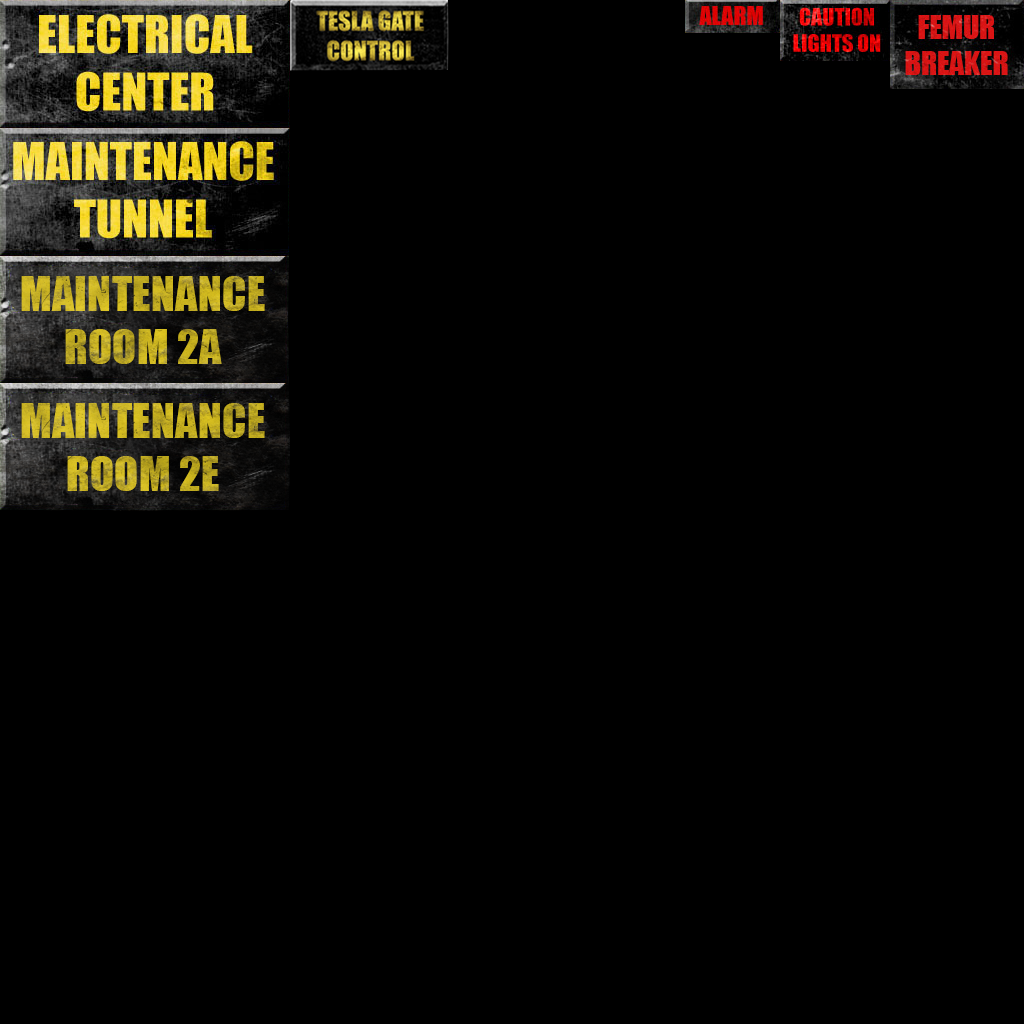 ELECTRICAL
CENTER
MAINTENANCE
TUNNEL
MAINTENANCE
ROOM 2A
MAINTENANCE
ROOM 2E
TESLA GATE
CONTROL
ALARM
CAUTION
LIGHTS ON
FEMUR
BREAKER